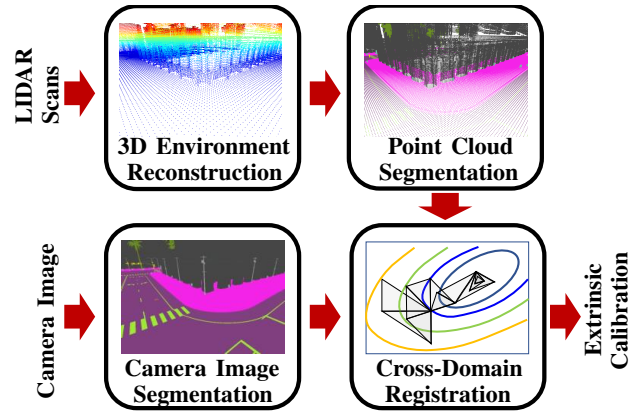 LIDAR
Scans
3D Environment
Reconstruction
Point Cloud
Segmentation
Camera Image
Camera Image
Segmentation
Cross-Domain
Registration
Extrinsic
Calibration